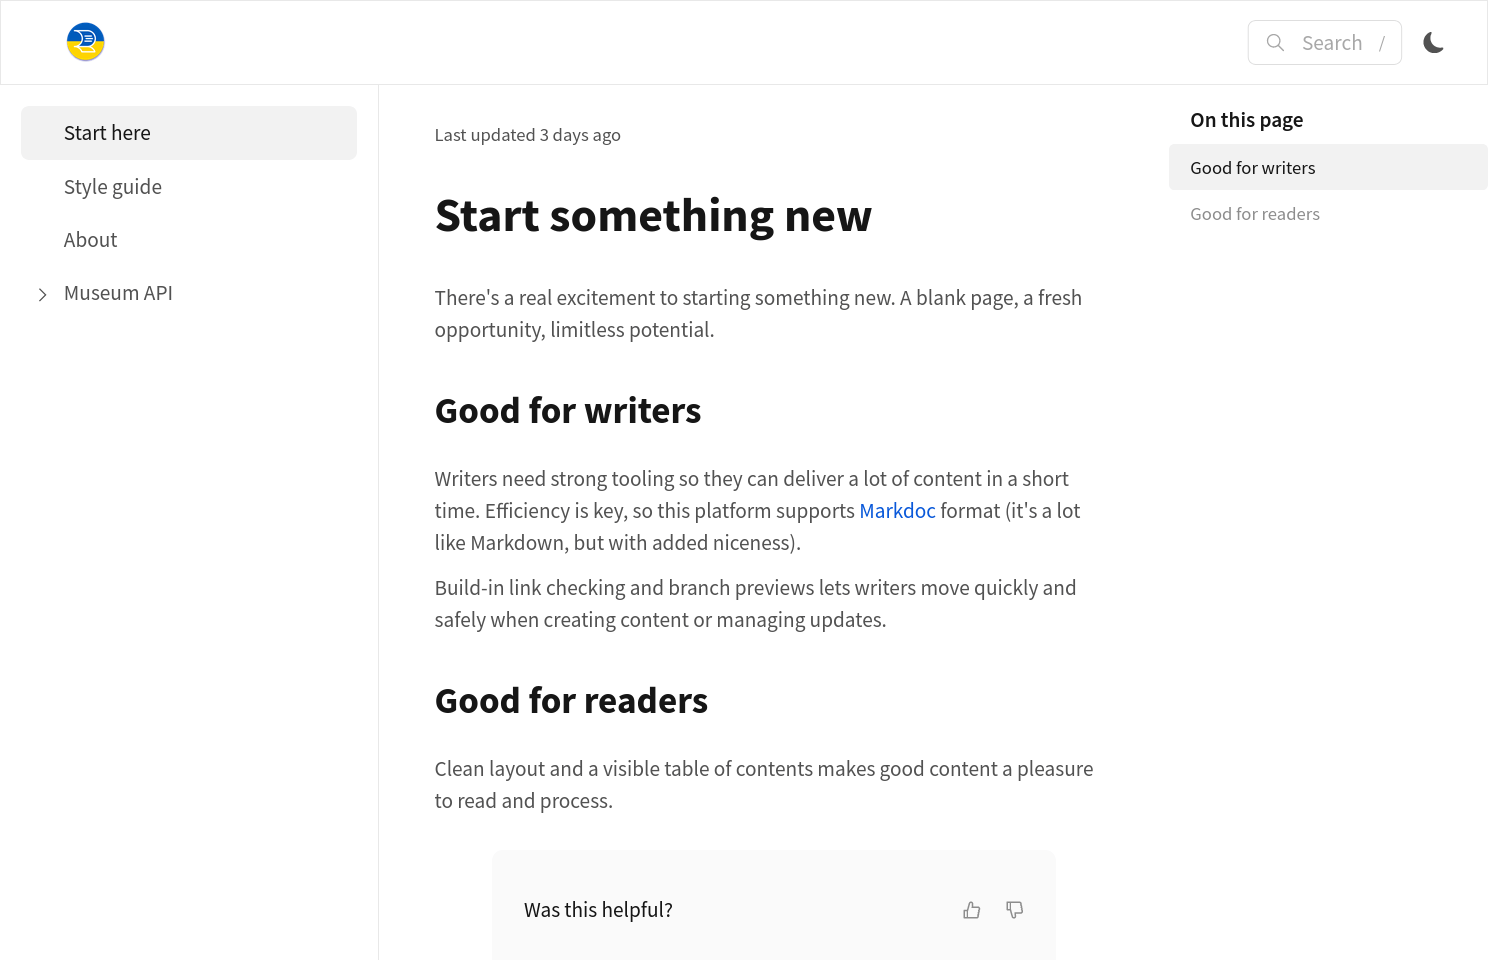 Search /
Start here
Style guide
About
Museum API
Last updated 3 days ago
Start something new
There's a real excitement to starting something new. A blank page, a fresh
opportunity, limitless potential.
Good for writers
Writers need strong tooling so they can deliver a lot of content in a short
time. Efficiency is key, so this platform supports Markdoc format (it's a lot
like Markdown, but with added niceness).
Build-in link checking and branch previews lets writers move quickly and
safely when creating content or managing updates.
Good for readers
Clean layout and a visible table of contents makes good content a pleasure
to read and process.
Was this helpful?
On this page
Good for writers
Good for readers